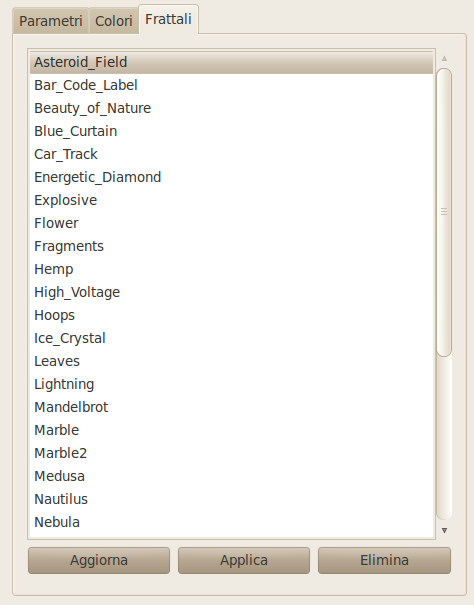 Parametri Colori Frattali
Asteroid_Field
Bar_Code_Label
Beauty_of_Nature
Blue_Curtain
Car_Track
Energetic_Diamond
Explosive
Flower
Fragments
Hemp
High_Voltage
Hoops
Ice_Crystal
Leaves
Lightning
Mandelbrot
Marble
Marble2
Medusa
Nautilus
Nebula
Aggiorna Applica Elimina